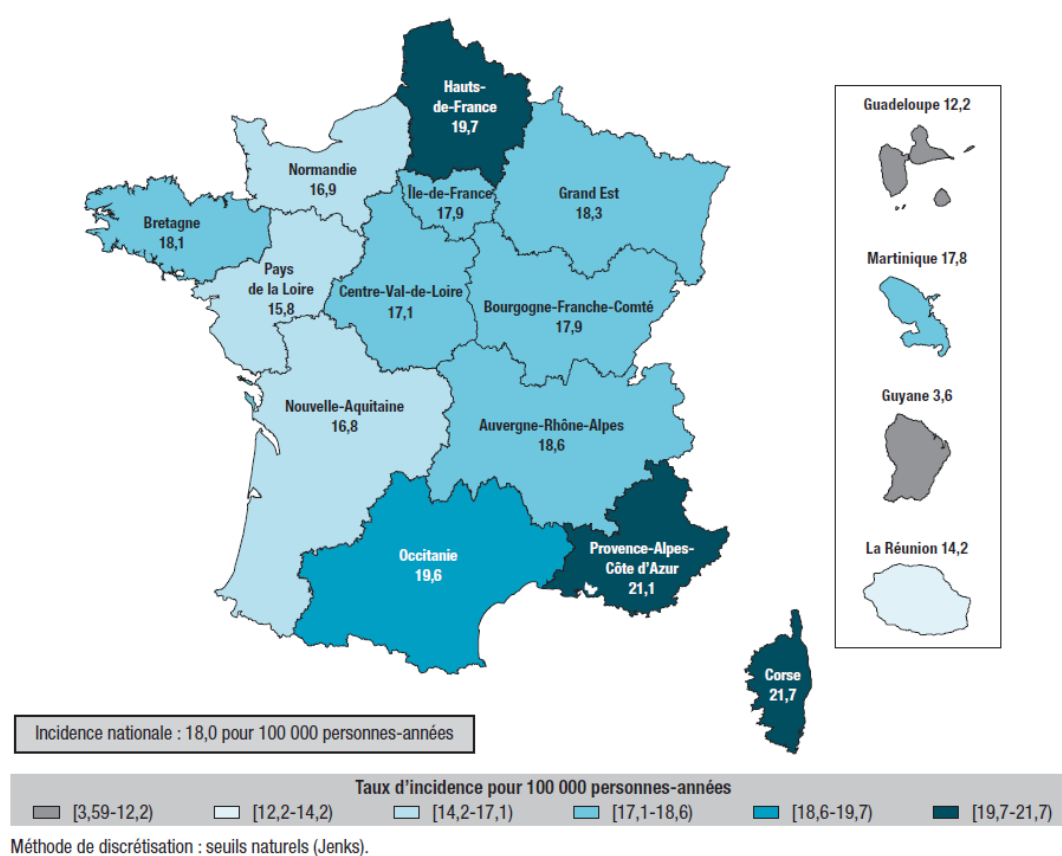 Hauts-
de-France
19,7
Normandie
16,9
Île-de-France
17,9
Grand Est
18,3
Bretagne
18,1
Pays
de la Loire
15,8
Centre-Val-de-Loire
17,1
Bourgogne-Franche-Comté
17,9
Nouvelle-Aquitaine
16,8
Auvergne-Rhône-Alpes
18,6
Occitanie
19,6
Provence-Alpes-
Côte d'Azur
21,1
Corse
21,7
Guadeloupe 12,2
Martinique 17,8
Guyane 3,6
La Réunion 14,2
Incidence nationale : 18,0 pour 100 000 personnes-années
Taux d'incidence pour 100 000 personnes-années
[3,59-12,2) [12,2-14,2) [14,2-17,1) [17,1-18,6) [18,6-19,7) [19,7-21,7)
Méthode de discrétisation : seuils naturels (Jenks).